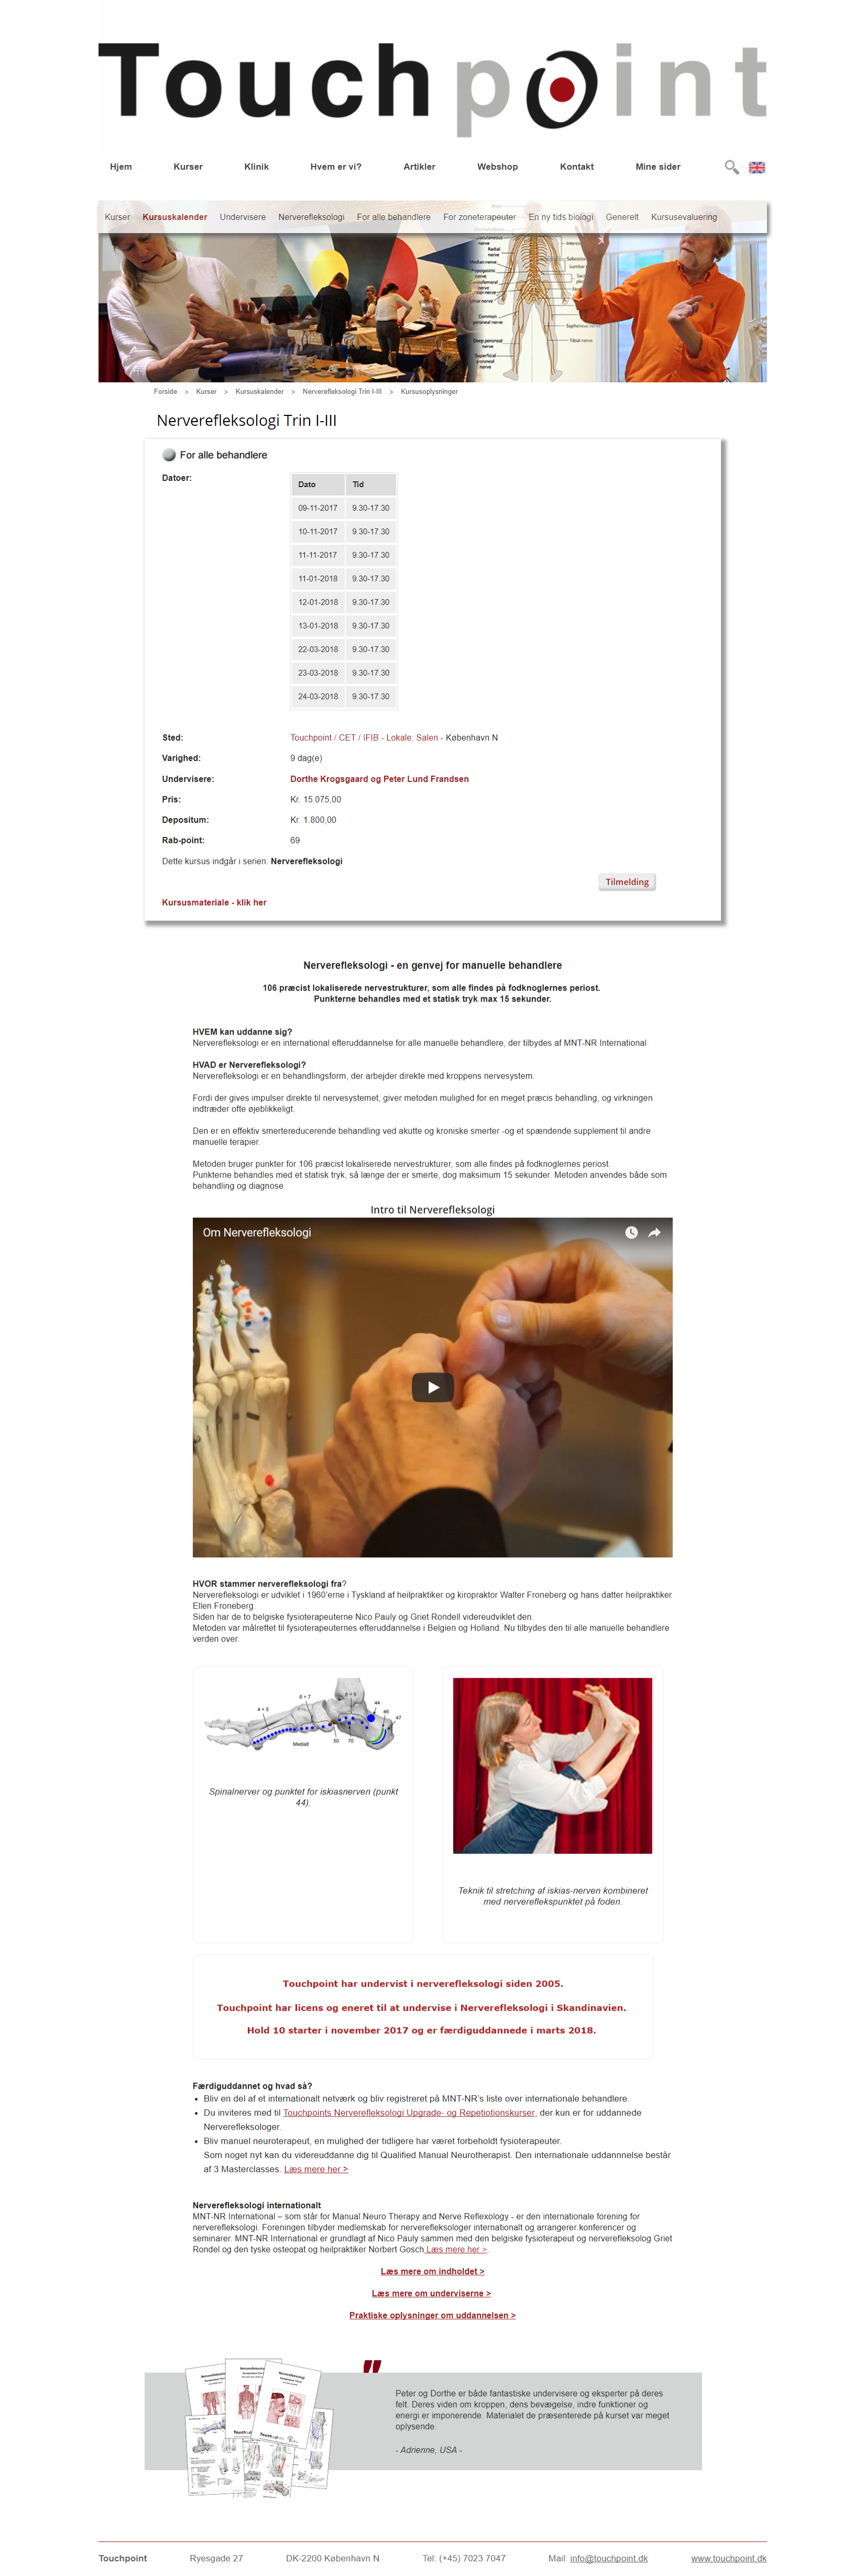 Touchpoint
Hjem Kurser Klinik Hvem er vi? Artikler Webshop Kontakt Mine sider
Kurser Kursuskalender Undervisere Nerverefleksologi For alle behandlere For zoneterapeuter En ny tids biologi Generelt Kursusevaluering
Forside > Kurser > Kursuskalender > Nerverefleksologi Trin I-III > Kursusoplysninger
Nerverefleksologi Trin I-III
For alle behandlere
Datoer:
Dato Tid
09-11-2017 9.30-17.30
10-11-2017 9.30-17.30
11-11-2017 9.30-17.30
11-01-2018 9.30-17.30
12-01-2018 9.30-17.30
13-01-2018 9.30-17.30
22-03-2018 9.30-17.30
23-03-2018 9.30-17.30
24-03-2018 9.30-17.30
Sted: Touchpoint / CET / IFIB - Lokale: Salen - København N
Varighed: 9 dag(e)
Undervisere: Dorthe Krogsgaard og Peter Lund Frandsen
Pris: Kr. 15.075,00
Depositum: Kr. 1.800,00
Rab-point: 69
Dette kursus indgår i serien: Nerverefleksologi
Tilmelding
Kursusmateriale - klik her
Nerverefleksologi - en genvej for manuelle behandlere
106 præcist lokaliserede nervestrukturer, som alle findes på fodknoglernes periost.
Punkterne behandles med et statisk tryk max 15 sekunder.
HVEM kan uddanne sig?
Nerverefleksologi er en international efteruddannelse for alle manuelle behandlere, der tilbydes af MNT-NR International
HVAD er Nerverefleksologi?
Nerverefleksologi er en behandlingsform, der arbejder direkte med kroppens nervesystem.
Fordi der gives impulser direkte til nervesystemet, giver metoden mulighed for en meget præcis behandling, og virkningen
indtræder ofte øjeblikkeligt.
Den er en effektiv smertereducerende behandling ved akutte og kroniske smerter -og et spændende supplement til andre
manuelle terapier.
Metoden bruger punkter for 106 præcist lokaliserede nervestrukturer, som alle findes på fodknoglernes periost.
Punkterne behandles med et statisk tryk, så længe der er smerte, dog maksimum 15 sekunder. Metoden anvendes både som
behandling og diagnose.
Intro til Nerverefleksologi
Om Nerverefleksologi
HVOR stammer nerverefleksologi fra?
Nerverefleksologi er udviklet i 1960'erne i Tyskland af heilpraktiker og kiropraktor Walter Froneberg og hans datter heilpraktiker
Ellen Froneberg.
Siden har de to belgiske fysioterapeuterne Nico Pauly og Griet Rondell videreudviklet den.
Metoden var målrettet til fysioterapeuternes efteruddannelse i Belgien og Holland. Nu tilbydes den til alle manuelle behandlere
verden over.
4 + 5 6 + 7 8 + 9 44 46 47
Medialt 50 70 45
Spinalnerver og punktet for iskiasnerven (punkt
44).
Teknik til stretching af iskias-nerven kombineret
med nerverefleks­punktet på foden.
Touchpoint har undervist i nerverefleksologi siden 2005.
Touchpoint har licens og eneret til at undervise i Nerverefleksologi i Skandinavien.
Hold 10 starter i november 2017 og er færdiguddannede i marts 2018.
Færdiguddannet og hvad så?
• Bliv en del af et internationalt netværk og bliv registreret på MNT-NR's liste over internationale behandlere.
• Du inviteres med til Touchpoints Nerverefleksologi Upgrade- og Repetiotionskurser, der kun er for uddannede
Nerverefleksologer.
• Bliv manuel neuroterapeut, en mulighed der tidligere har været forbeholdt fysioterapeuter.
Som noget nyt kan du videreuddanne dig til Qualified Manual Neurotherapist. Den internationale uddannnelse består
af 3 Masterclasses. Læs mere her >
Nerverefleksologi internationalt
MNT-NR International – som står for Manual Neuro Therapy and Nerve Reflexology - er den internationale forening for
nerverefleksologi. Foreningen tilbyder medlemskab for nerverefleksologer internationalt og arrangerer konferencer og
seminarer. MNT-NR International er grundlagt af Nico Pauly sammen med den belgiske fysioterapeut og nerverefleksolog Griet
Rondel og den tyske osteopat og heilpraktiker Norbert Gosch Læs mere her >.
Læs mere om indholdet >
Læs mere om underviserne >
Praktiske oplysninger om uddannelsen >
Peter og Dorthe er både fantastiske undervisere og eksperter på deres
felt. Deres viden om kroppen, dens bevægelse, indre funktioner og
energi er imponerende. Materialet de præsenterede på kurset var meget
oplysende.
- Adrienne, USA -
Touchpoint Ryesgade 27 DK-2200 København N Tel: (+45) 7023 7047 Mail: info@touchpoint.dk www.touchpoint.dk